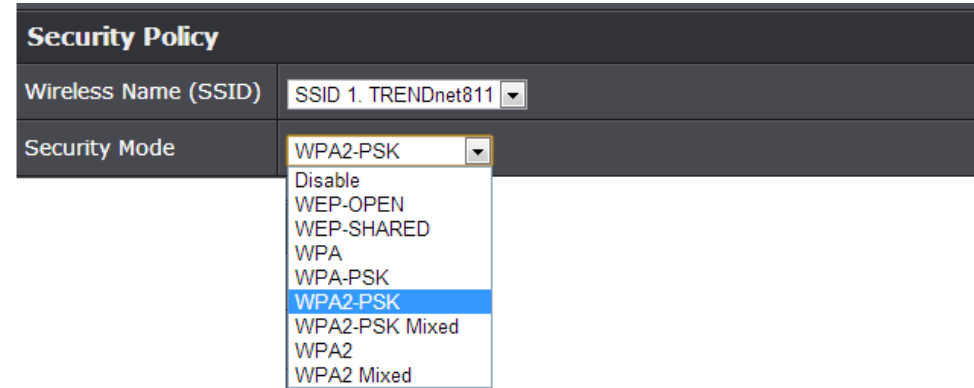 Security Policy
Wireless Name (SSID) SSID 1. TRENDnet811
Security Mode WPA2-PSK
Disable
WEP-OPEN
WEP-SHARED
WPA
WPA-PSK
WPA2-PSK
WPA2-PSK Mixed
WPA2
WPA2 Mixed